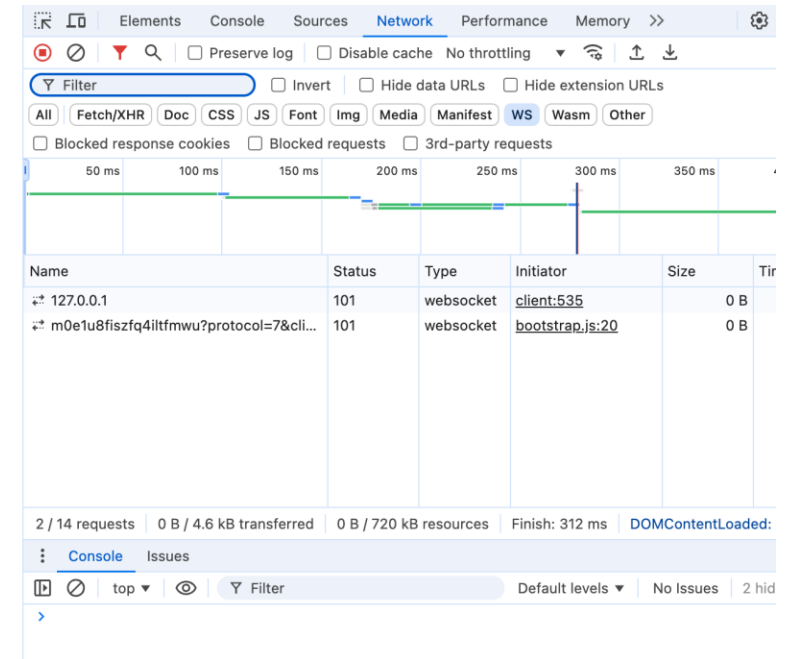 Elements Console Sources Network Performance Memory
Preserve log Disable cache No throttling
Filter Invert Hide data URLs Hide extension URLs
All Fetch/XHR Doc CSS JS Font Img Media Manifest WS Wasm Other
Blocked response cookies Blocked requests 3rd-party requests
50 ms 100 ms 150 ms 200 ms 250 ms 300 ms 350 ms
Name Status Type Initiator Size Tir
127.0.0.1 101 websocket client:535 0 B
m0e1u8fiszfq4iltfmwu?protocol=7&cli... 101 websocket bootstrap.js:20 0 B
2 / 14 requests 0 B / 4.6 kB transferred 0 B / 720 kB resources Finish: 312 ms DOMContentLoaded:
Console Issues
top Filter Default levels No Issues 2 hid